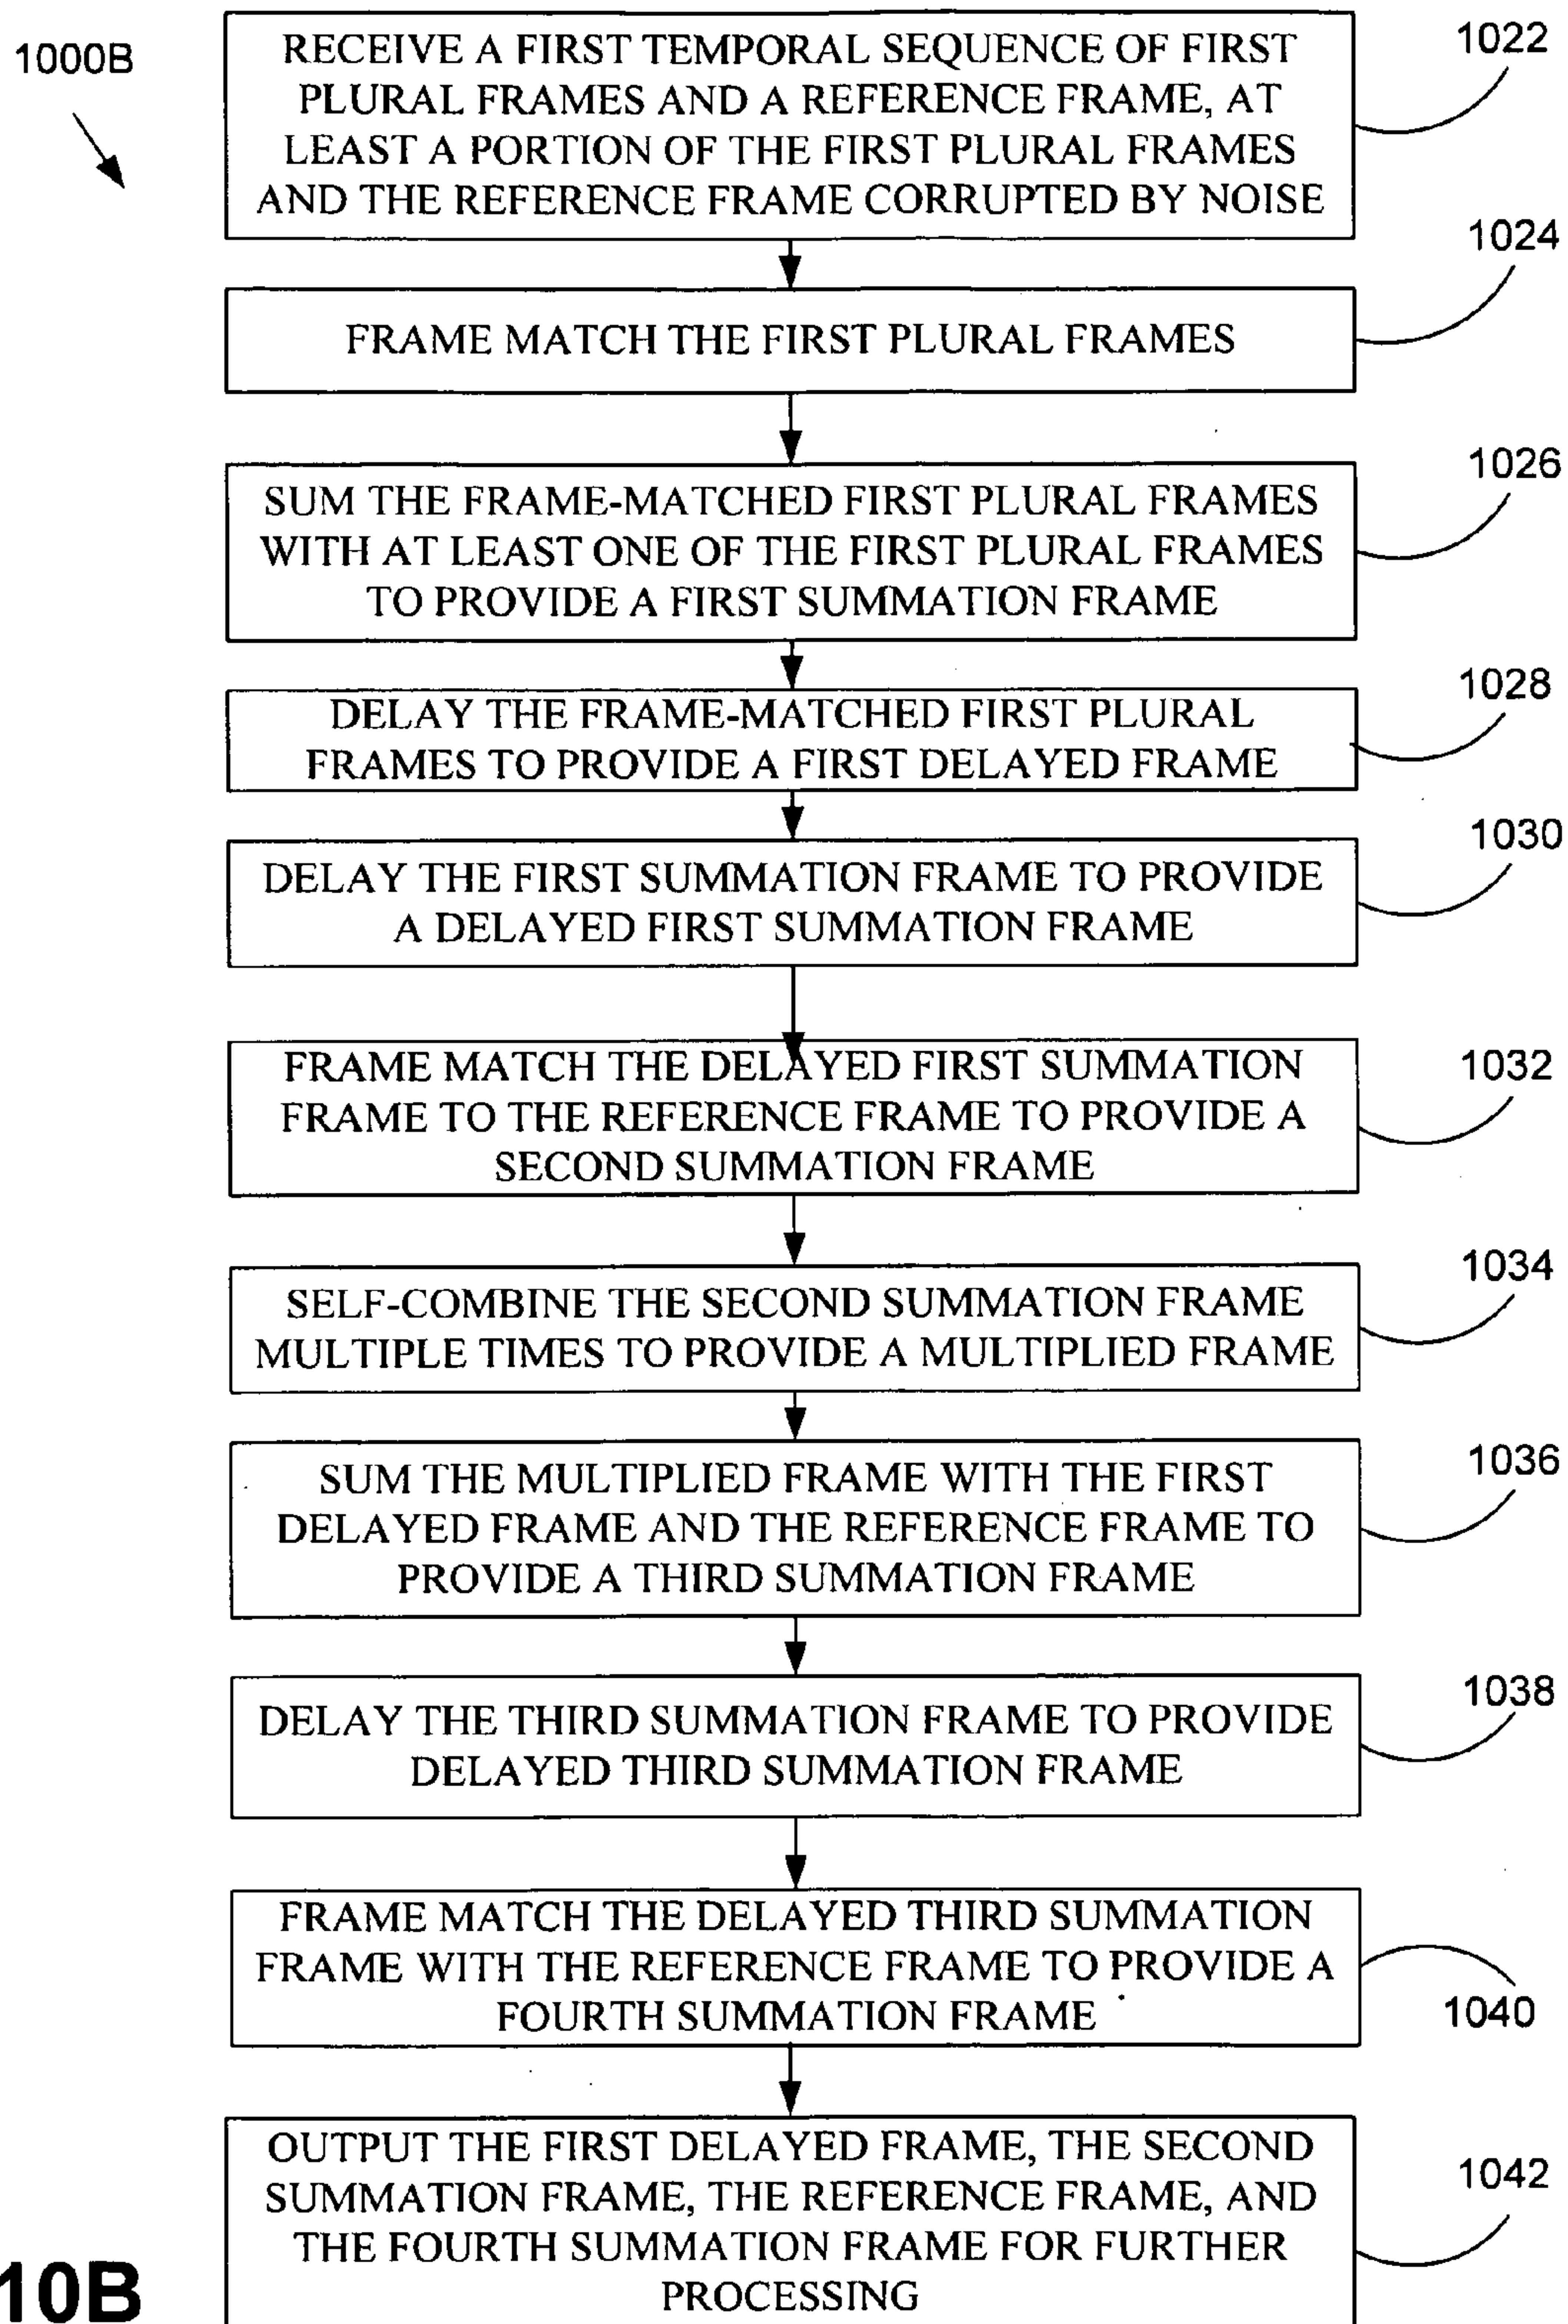 1000B
RECEIVE A FIRST TEMPORAL SEQUENCE OF FIRST
PLURAL FRAMES AND A REFERENCE FRAME, AT
LEAST A PORTION OF THE FIRST PLURAL FRAMES
AND THE REFERENCE FRAME CORRUPTED BY NOISE
1022
FRAME MATCH THE FIRST PLURAL FRAMES
1024
SUM THE FRAME-MATCHED FIRST PLURAL FRAMES
WITH AT LEAST ONE OF THE FIRST PLURAL FRAMES
TO PROVIDE A FIRST SUMMATION FRAME
1026
DELAY THE FRAME-MATCHED FIRST PLURAL
FRAMES TO PROVIDE A FIRST DELAYED FRAME
1028
DELAY THE FIRST SUMMATION FRAME TO PROVIDE
A DELAYED FIRST SUMMATION FRAME
1030
FRAME MATCH THE DELAYED FIRST SUMMATION
FRAME TO THE REFERENCE FRAME TO PROVIDE A
SECOND SUMMATION FRAME
1032
SELF-COMBINE THE SECOND SUMMATION FRAME
MULTIPLE TIMES TO PROVIDE A MULTIPLIED FRAME
1034
SUM THE MULTIPLIED FRAME WITH THE FIRST
DELAYED FRAME AND THE REFERENCE FRAME TO
PROVIDE A THIRD SUMMATION FRAME
1036
DELAY THE THIRD SUMMATION FRAME TO PROVIDE
DELAYED THIRD SUMMATION FRAME
1038
FRAME MATCH THE DELAYED THIRD SUMMATION
FRAME WITH THE REFERENCE FRAME TO PROVIDE A
FOURTH SUMMATION FRAME
1040
OUTPUT THE FIRST DELAYED FRAME, THE SECOND
SUMMATION FRAME, THE REFERENCE FRAME, AND
THE FOURTH SUMMATION FRAME FOR FURTHER
PROCESSING
1042
10B